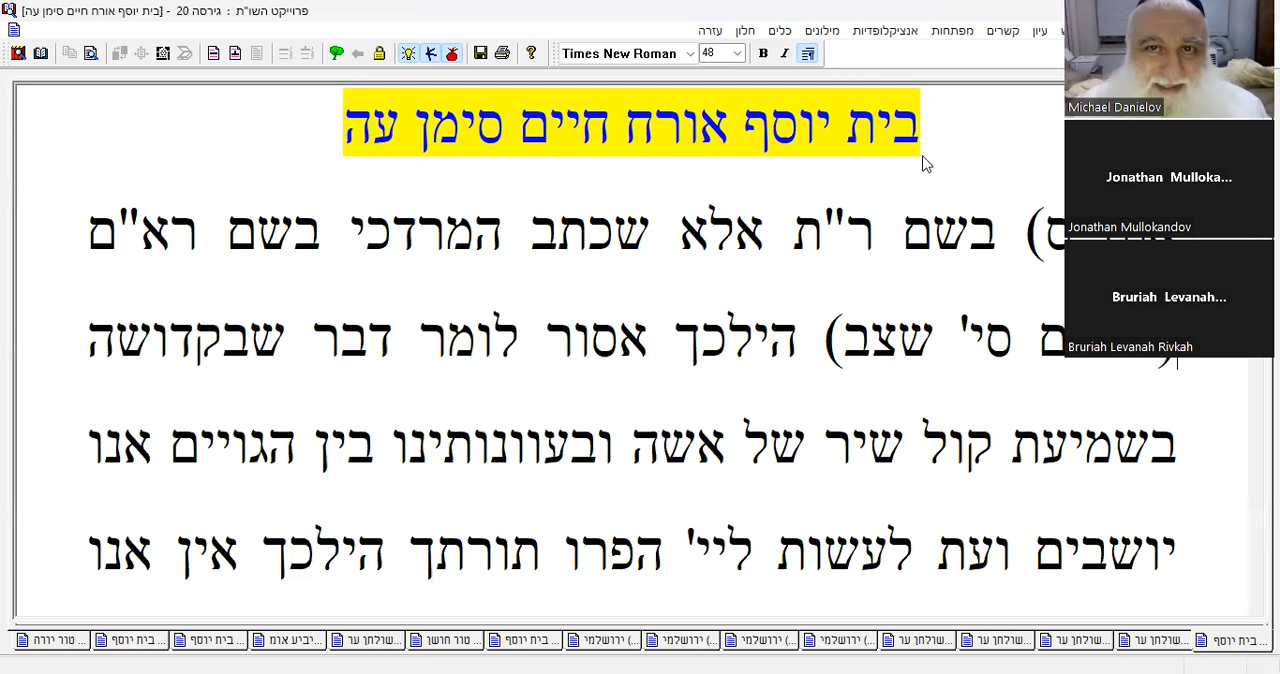 פרוייקט השו"ת : גירסה 20 - [בית יוסף אורח חיים סימן עה]
עיון קשרים מפתחות אנציקלופדיות מילונים כלים חלון עזרה
Times New Roman 48 B I
Michael Danielov
Jonathan Mulloka...
Jonathan Mullokandov
Bruriah Levanah...
Bruriah Levanah Rivkah
בית יוסף אורח חיים סימן עה
בשם ר"ת אלא שכתב המרדכי בשם רא"ם
סי' שצב) הילכך אסור לומר דבר שבקדושה
בשמיעת קול שיר של אשה ובעוונותינו בין הגויים אנו
יושבים ועת לעשות ליי' הפרו תורתך הילכך אין אנו
בית יוסף ... שולחן ער... שולחן ער... שולחן ער... שולחן ער... ירושלמי (... ירושלמי (... ירושלמי (... ירושלמי (... בית יוסף ... טור חושן ... שולחן ער... יביע אומ... בית יוסף ... בית יוסף ... טור יורה ...